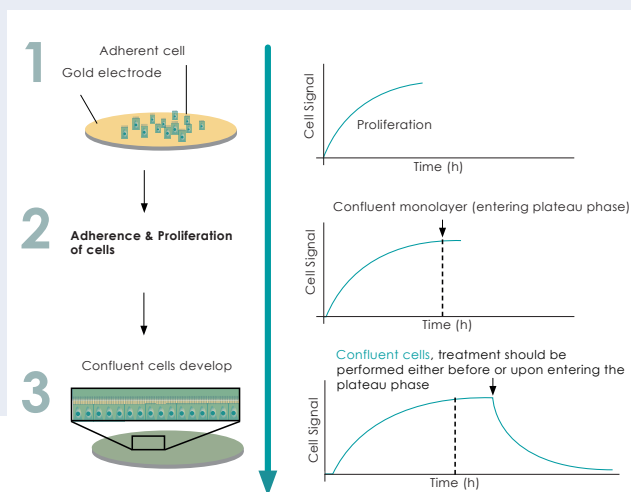 1
Adherent cell
Gold electrode
Cell Signal
Proliferation
Time (h)
2
Adherence & Proliferation
of cells
Confluent monolayer (entering plateau phase)
Cell Signal
Time (h)
3
Confluent cells develop
Confluent cells, treatment should be
performed either before or upon entering the
plateau phase
Cell Signal
Time (h)